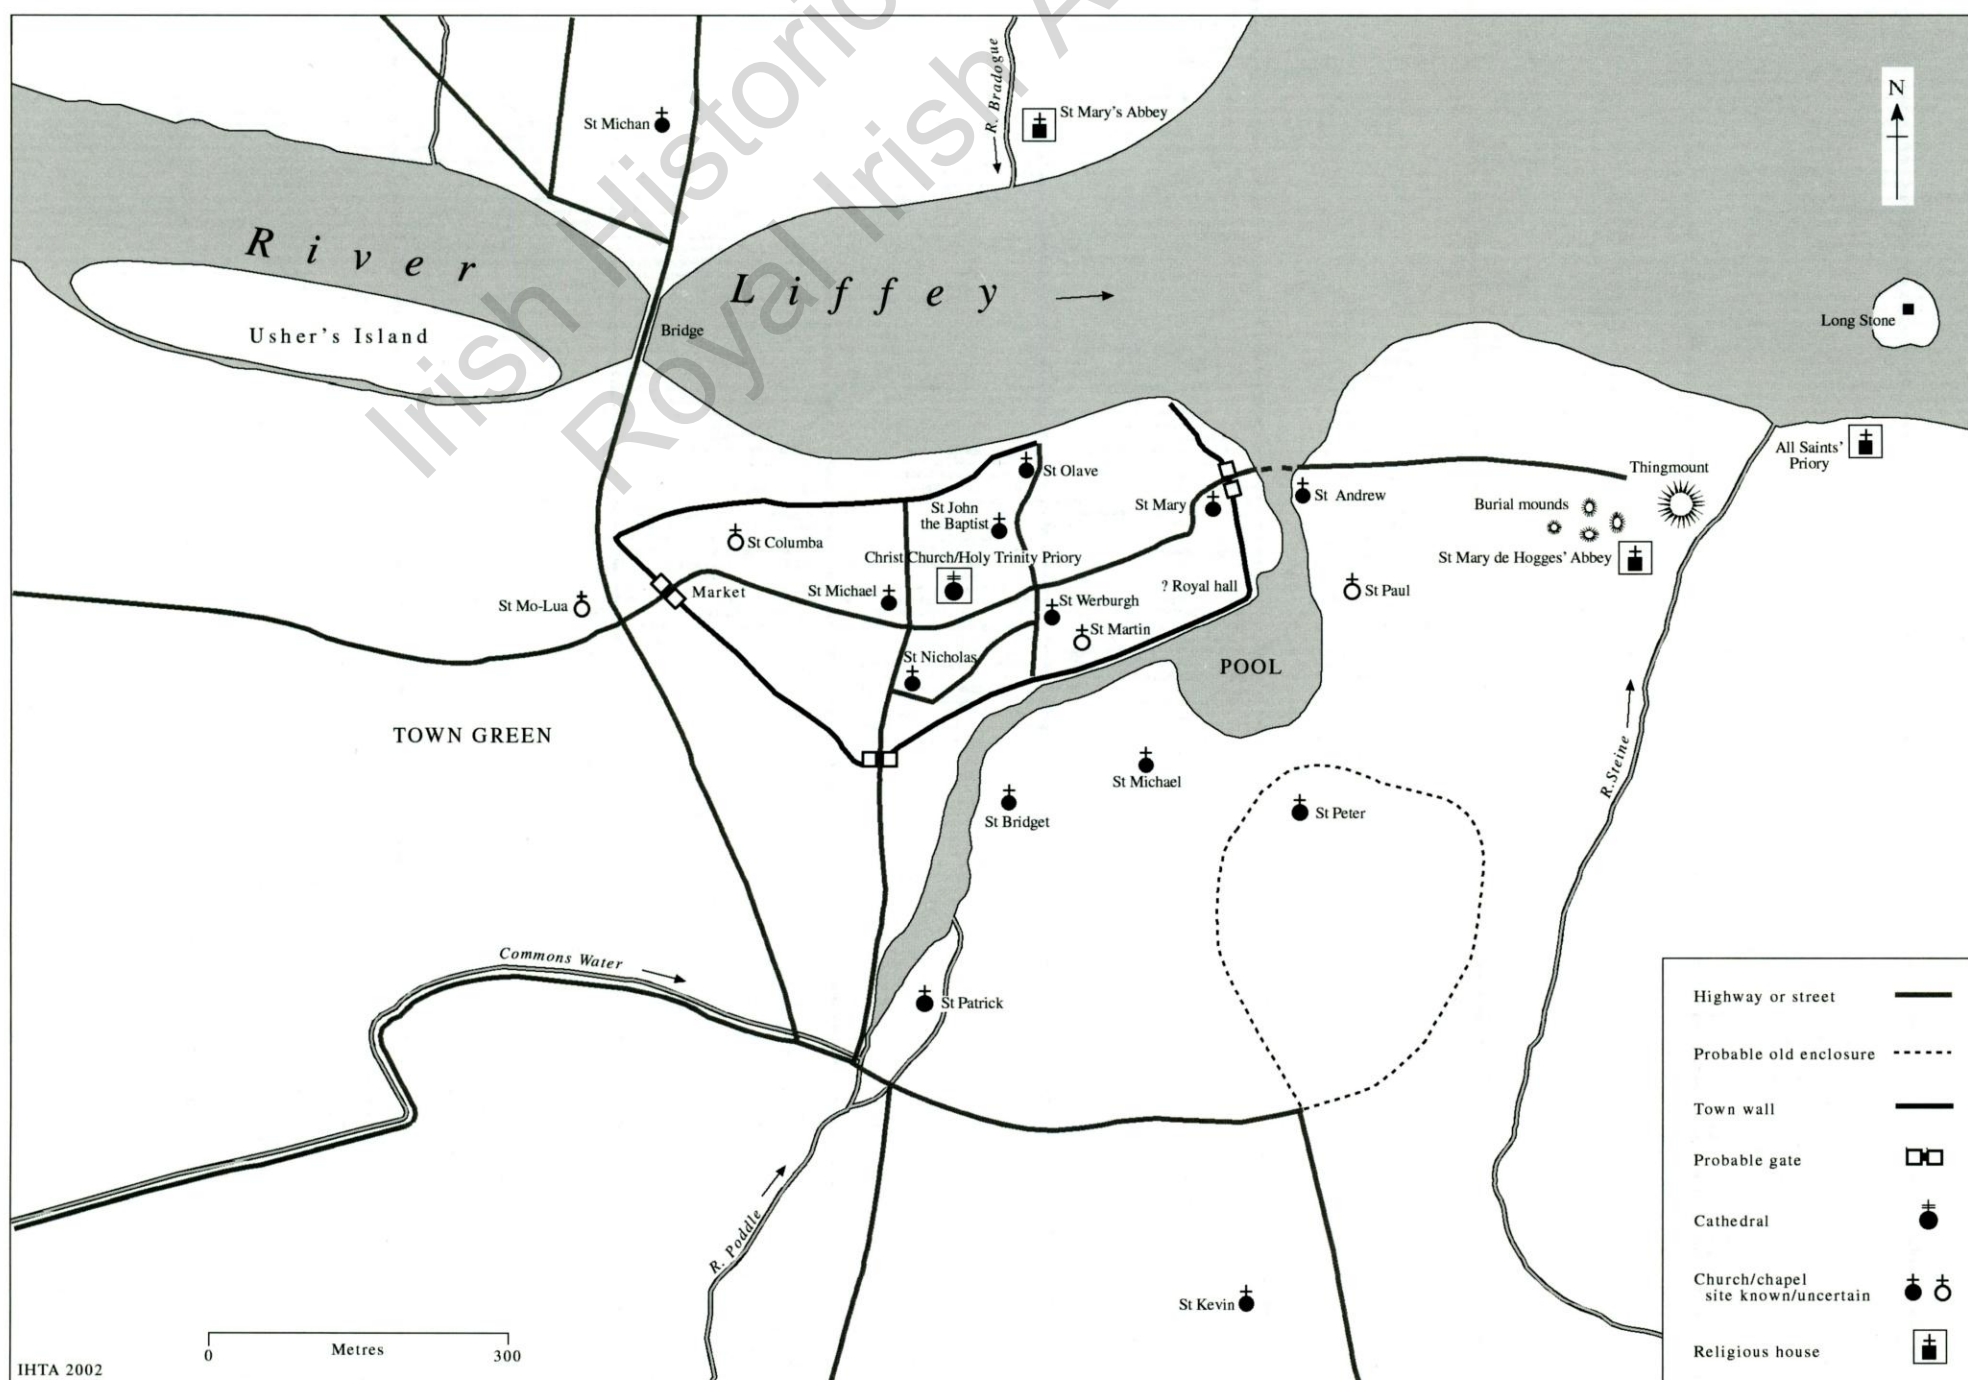 Irish Historic
Royal Irish A
N
R. Bradogue
St Michan
St Mary's Abbey
River
Liffey
Usher's Island
Bridge
Long Stone
All Saints'
Priory
Thingmount
St Olave
St Mary
St Andrew
Burial mounds
St John
the Baptist
St Columba
Christ Church/Holy Trinity Priory
St Mary de Hogges' Abbey
St Mo-Lua
Market
St Michael
? Royal hall
St Paul
St Werburgh
St Martin
St Nicholas
POOL
TOWN GREEN
R. Steine
St Michael
St Bridget
St Peter
Commons Water
St Patrick
R. Poddle
St Kevin
Highway or street
Probable old enclosure
Town wall
Probable gate
Cathedral
Church/chapel
site known/uncertain
Religious house
0
Metres
300
IHTA 2002